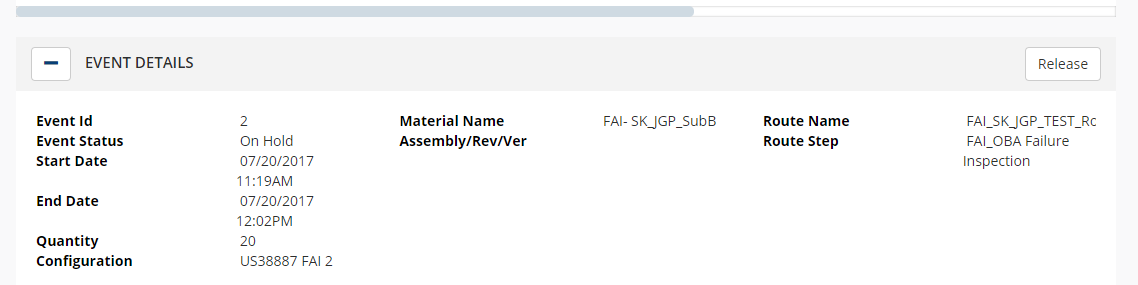 EVENT DETAILS
Release
Event Id 2
Event Status On Hold
Start Date 07/20/2017
11:19AM
End Date 07/20/2017
12:02PM
Quantity 20
Configuration US38887 FAI 2
Material Name FAI- SK_JGP_SubB
Assembly/Rev/Ver
Route Name FAI_SK_JGP_TEST_Rc
Route Step FAI_OBA Failure
Inspection